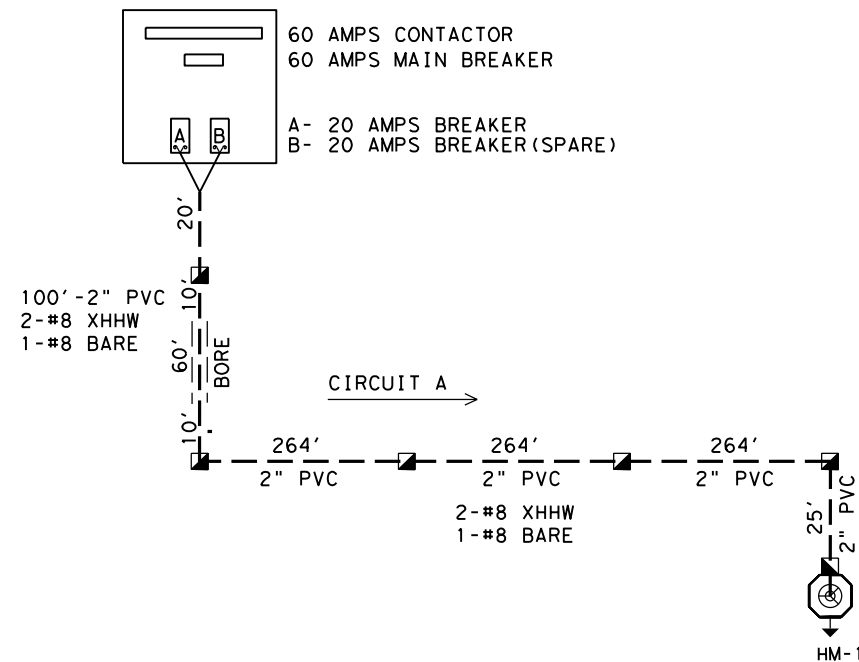 60 AMPS CONTACTOR
60 AMPS MAIN BREAKER
A
B
A- 20 AMPS BREAKER
B- 20 AMPS BREAKER(SPARE)
20'
100'-2" PVC
2-#8 XHHW
1-#8 BARE
10'
60'
BORE
10'
CIRCUIT A
264'
264'
264'
2" PVC
2" PVC
2" PVC
2-#8 XHHW
1-#8 BARE
25'
2" PVC
HM-1